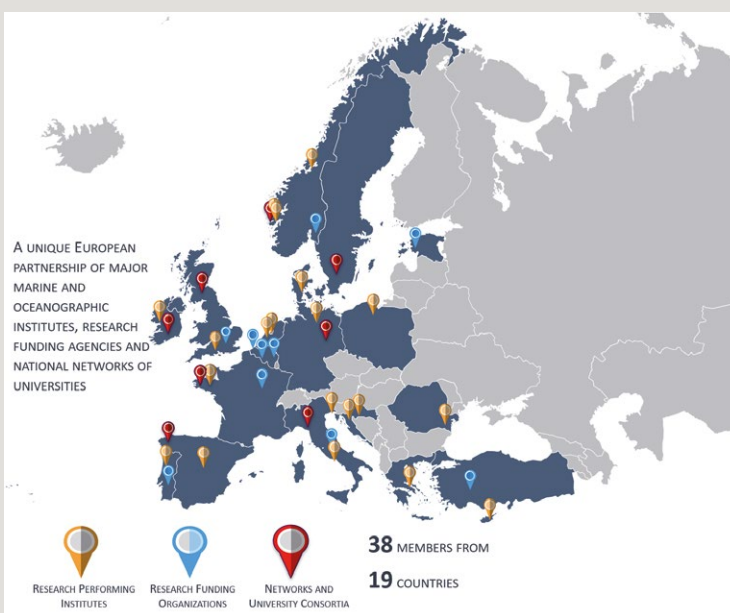 A UNIQUE EUROPEAN
PARTNERSHIP OF MAJOR
MARINE AND
OCEANOGRAPHIC
INSTITUTES, RESEARCH
FUNDING AGENCIES AND
NATIONAL NETWORKS OF
UNIVERSITIES
RESEARCH PERFORMING
INSTITUTES
RESEARCH FUNDING
ORGANIZATIONS
NETWORKS AND
UNIVERSITY CONSORTIA
38 MEMBERS FROM
19 COUNTRIES